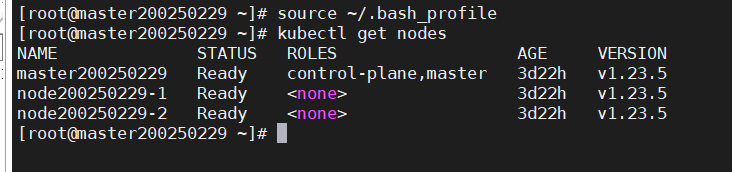 [root@master200250229 ~]# source ~/.bash_profile
[root@master200250229 ~]# kubectl get nodes
NAME STATUS ROLES AGE VERSION
master200250229 Ready control-plane,master 3d22h v1.23.5
node200250229-1 Ready <none> 3d22h v1.23.5
node200250229-2 Ready <none> 3d22h v1.23.5
[root@master200250229 ~]#